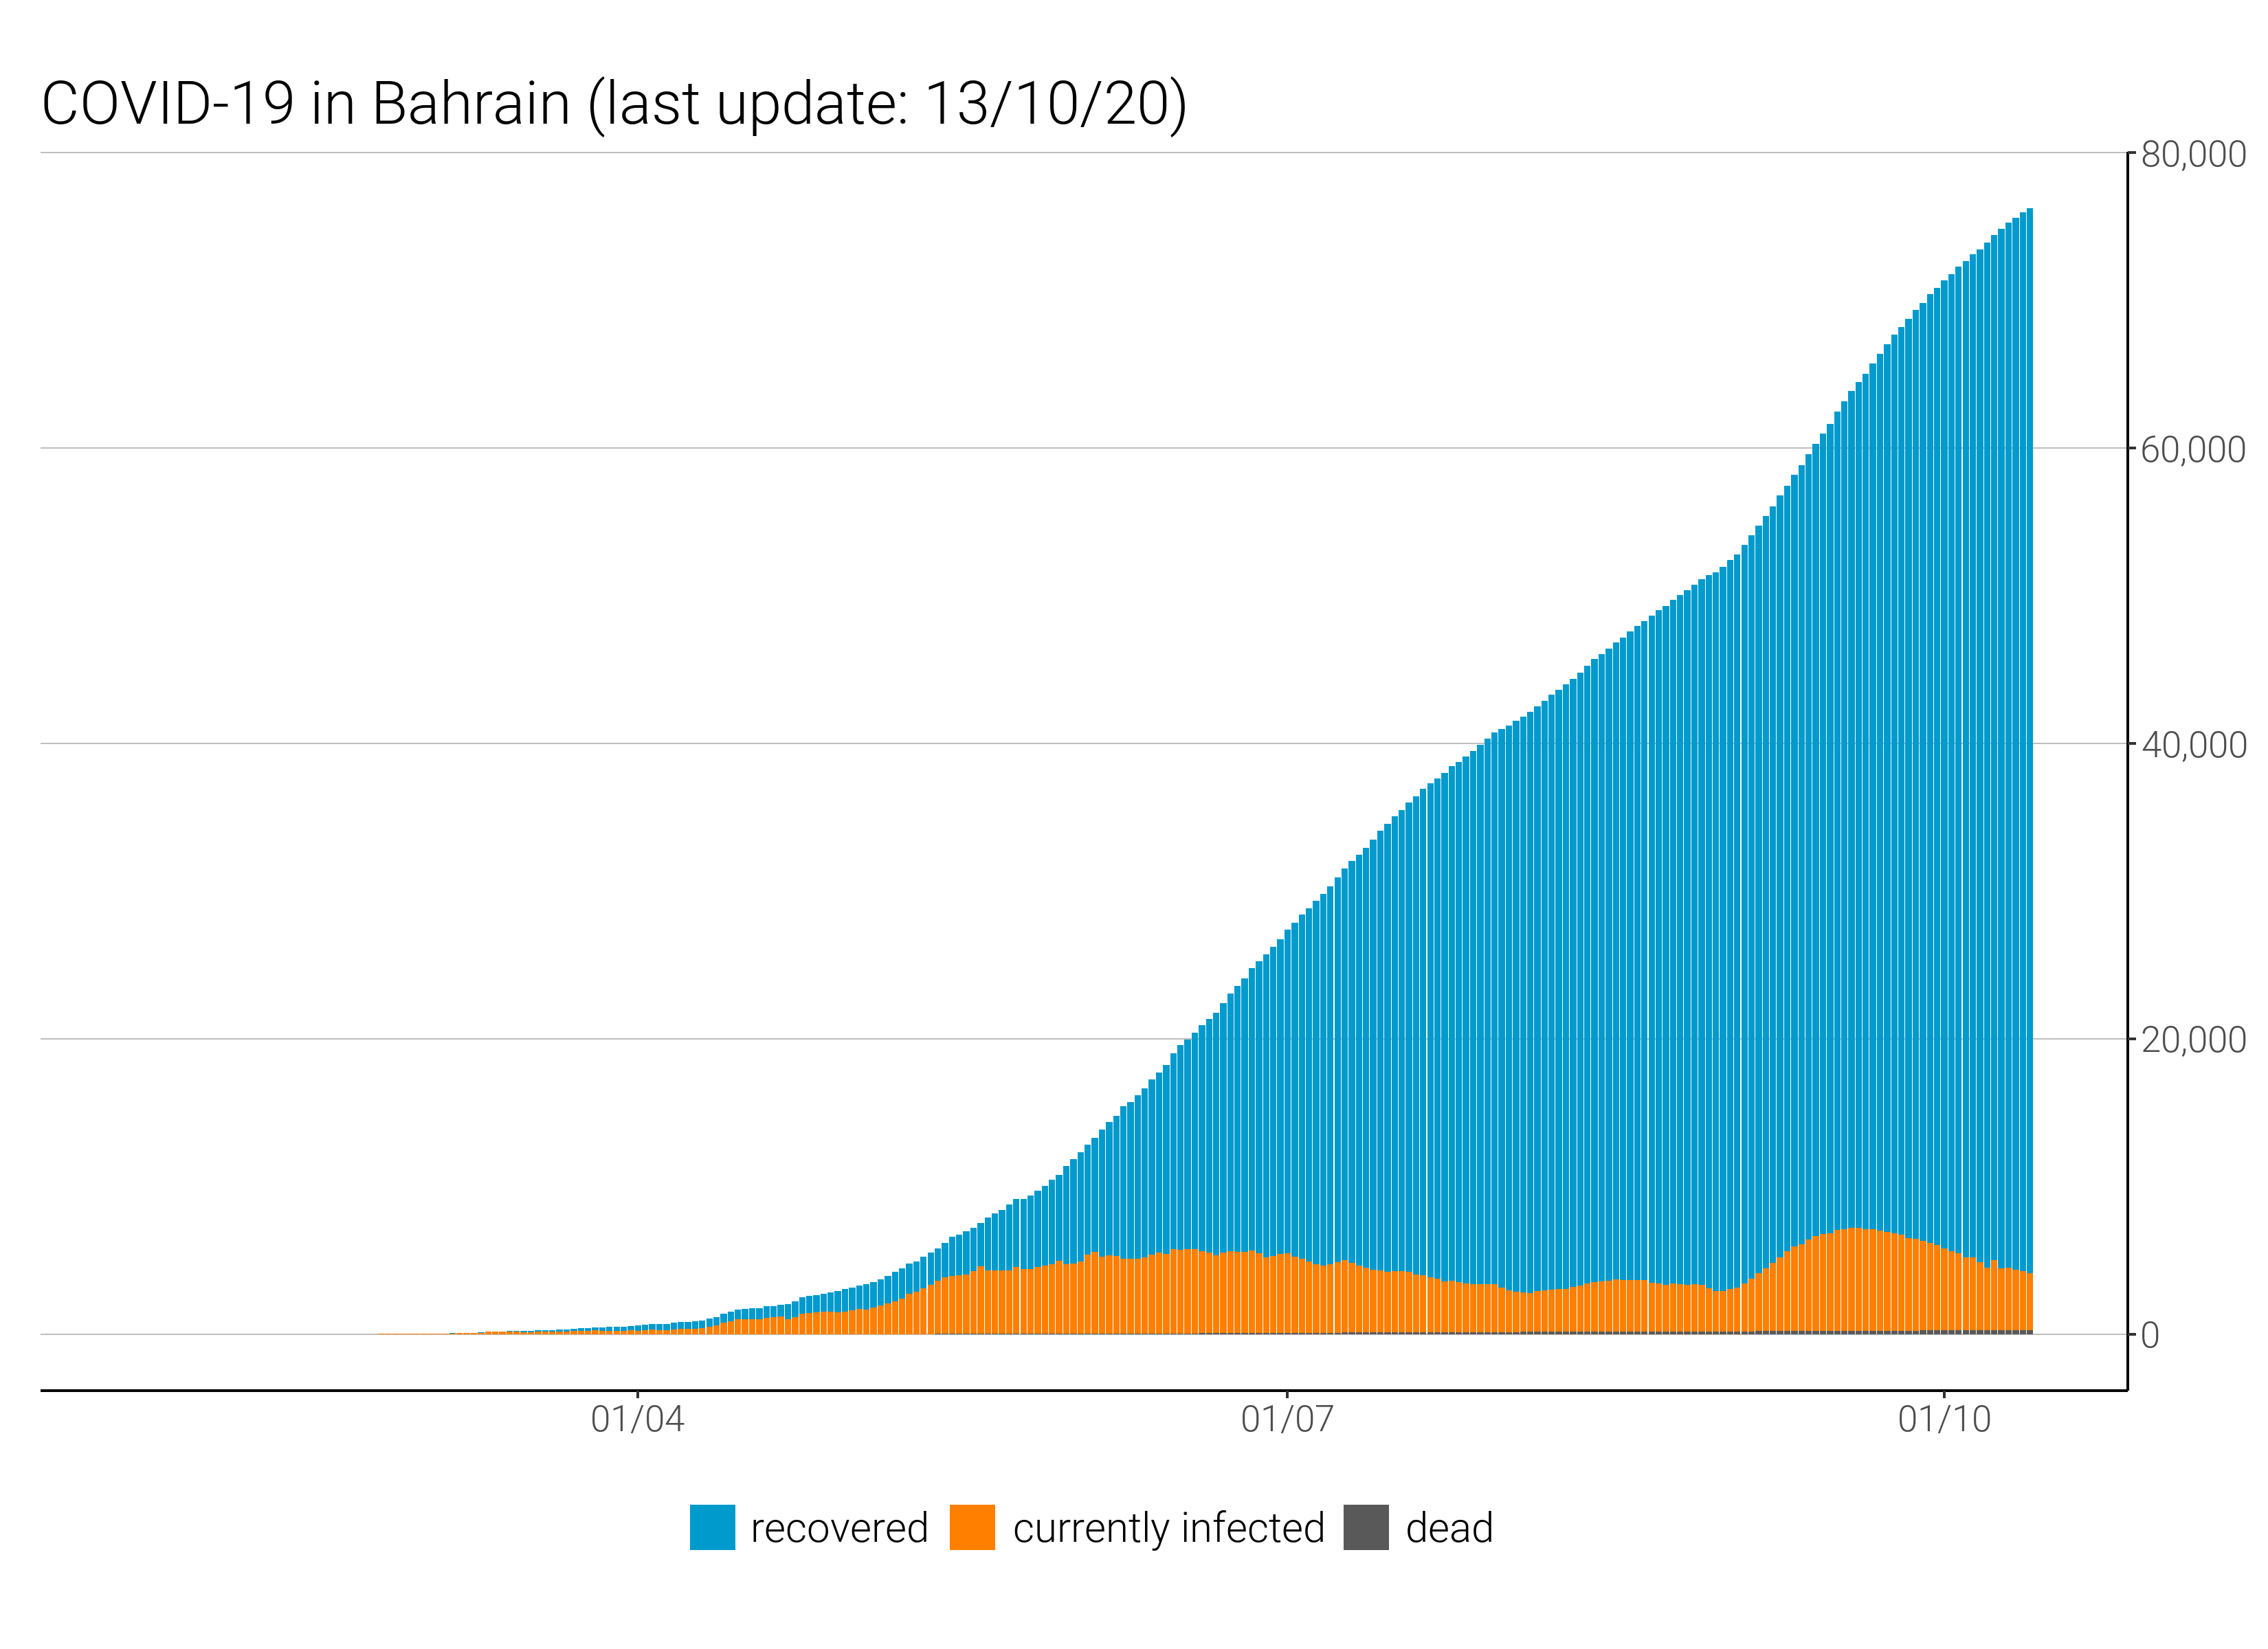 COVID-19 in Bahrain (last update: 13/10/20)
80,000
60,000
40,000
20,000
0
01/04 01/07 01/10
recovered currently infected dead